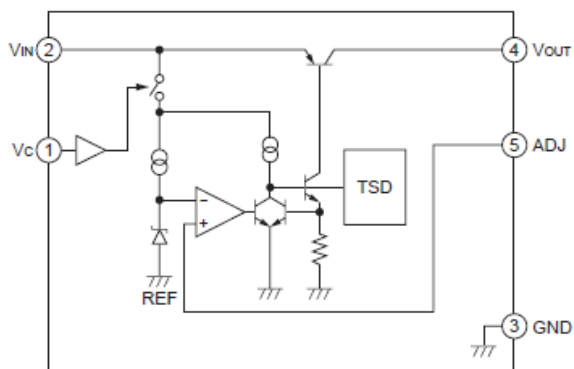 VIN 2
4 VOUT
VC 1
5 ADJ
TSD
−
+
REF
3 GND